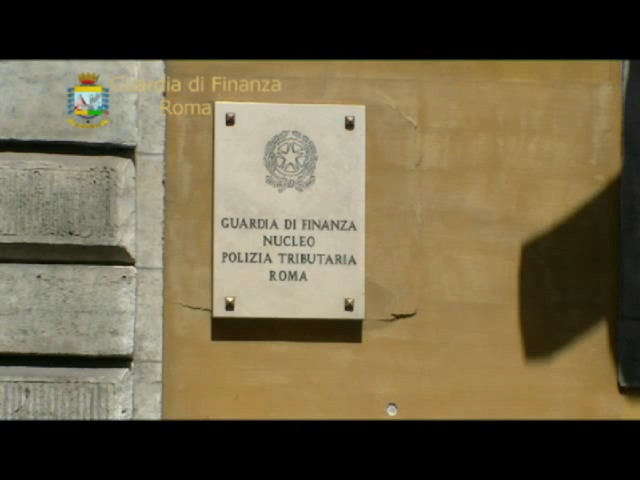 Guardia di Finanza
Roma
GUARDIA DI FINANZA
NUCLEO
POLIZIA TRIBUTARIA
ROMA